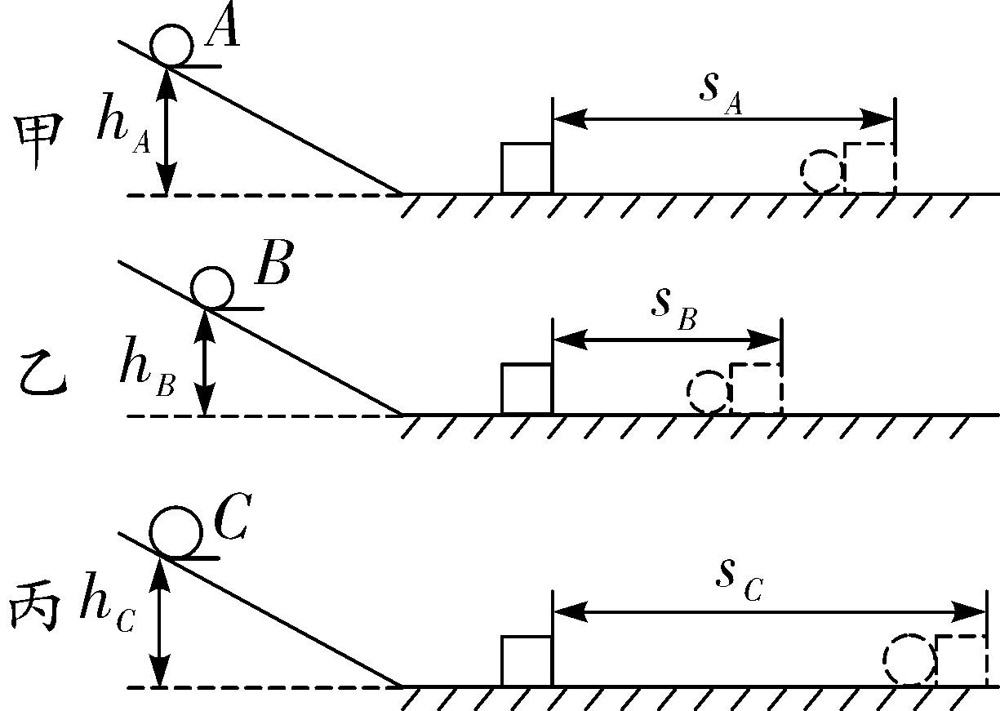 A
甲 h_A s_A
B
乙 h_B s_B
C
丙 h_C s_C